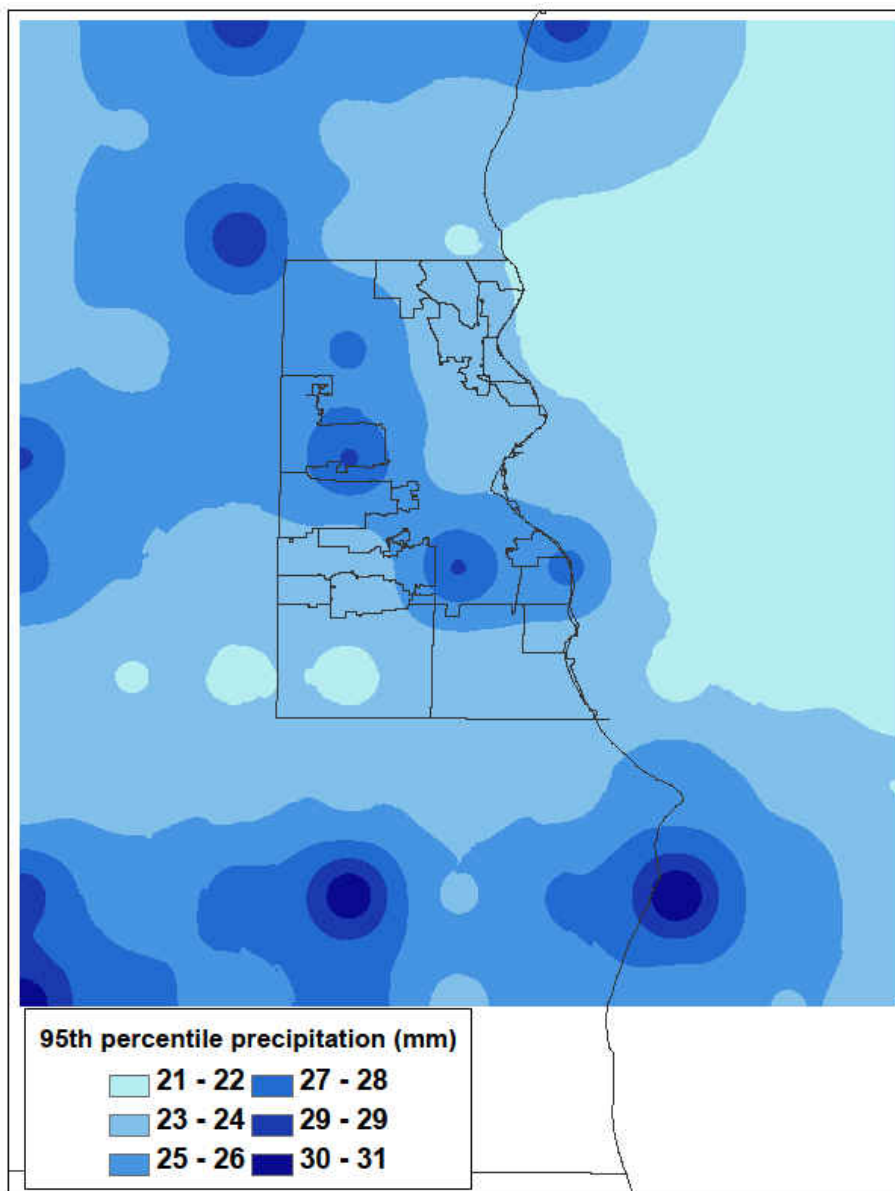 95th percentile precipitation (mm)
21 - 22 27 - 28
23 - 24 29 - 29
25 - 26 30 - 31